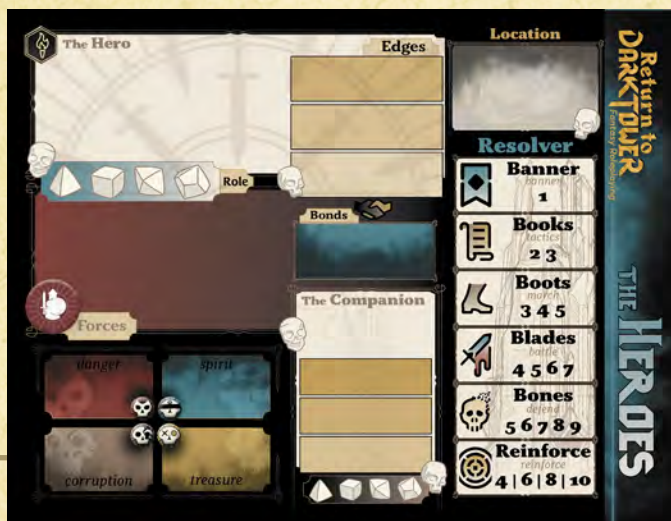 The Hero
Edges
Role
Bonds
Forces
The Companion
danger
spirit
corruption
treasure
Location
Resolver
Banner
banner
1
Books
tactics
2 3
Boots
march
3 4 5
Blades
battle
4 5 6 7
Bones
defend
5 6 7 8 9
Reinforce
reinforce
4 | 6 | 8 | 10
Return to
DARK TOWER
Fantasy Roleplaying
THE HEROES